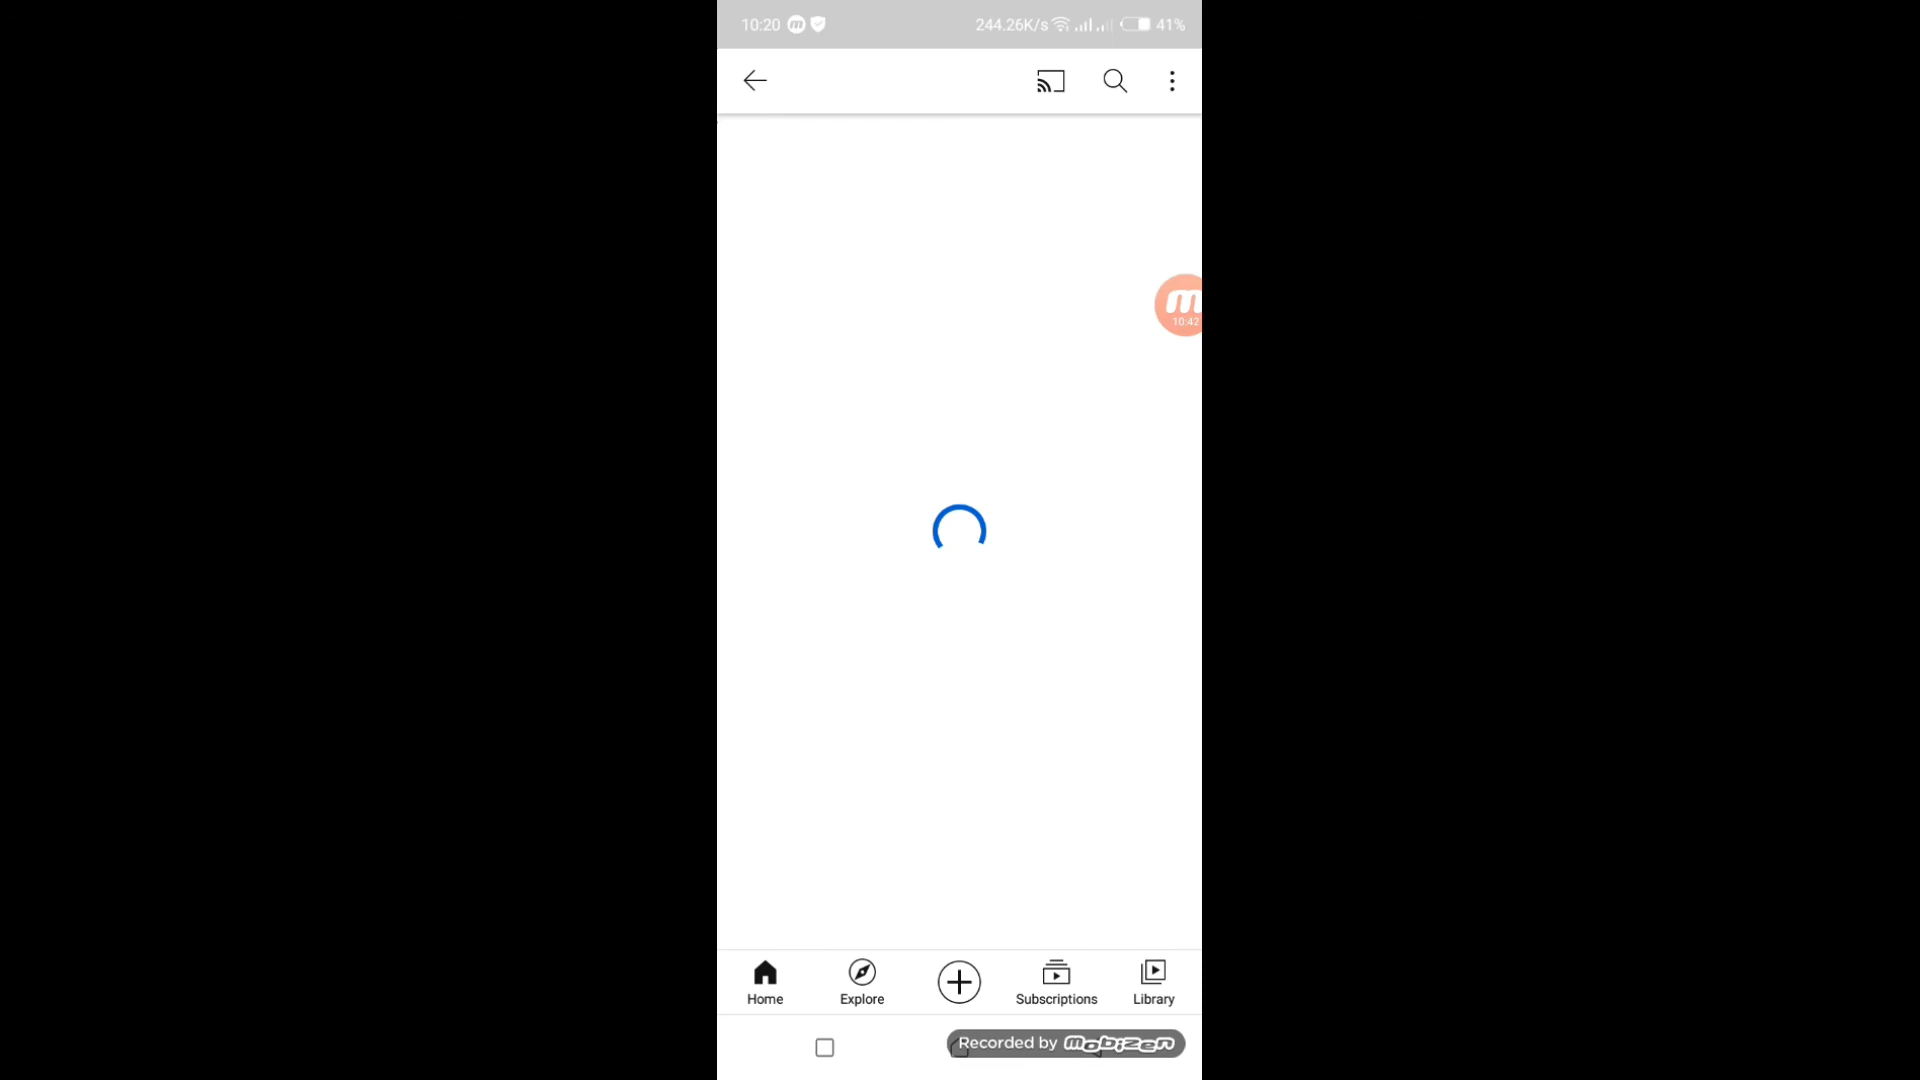 10:20 244.26K/s 41%
m
10:42
Home Explore Subscriptions Library
Recorded by mobizen